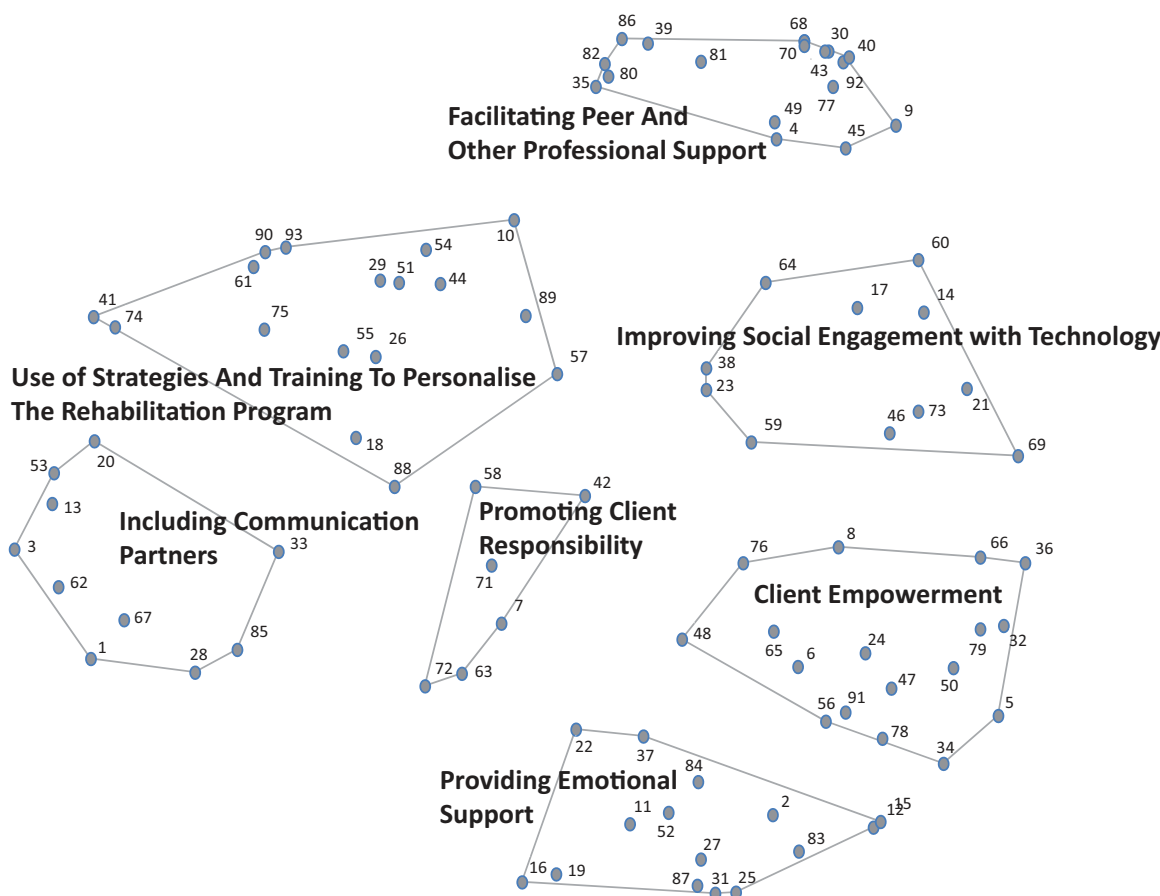 86 39 68 30 40
82 80 81 70 43 92
35 77
49 9
4 45
Facilitating Peer And
Other Professional Support
90 93 10 54
61 29 51 44
41 74 75 89
55 26 57
Use of Strategies And Training To Personalise
The Rehabilitation Program
18 88
64 60
17 14
Improving Social Engagement with Technology
38
23 21
59 46 73 69
20
53
13
Including Communication
Partners
3 33
62
67
1 28 85
58 42
Promoting Client
Responsibility
71
7
72 63
76 8 66 36
Client Empowerment
48 65 6 24 79 32
47 50
56 91 5
78 34
22 37
84
Providing Emotional
Support
11 52 2 15
12
27 83
16 19 87 31 25